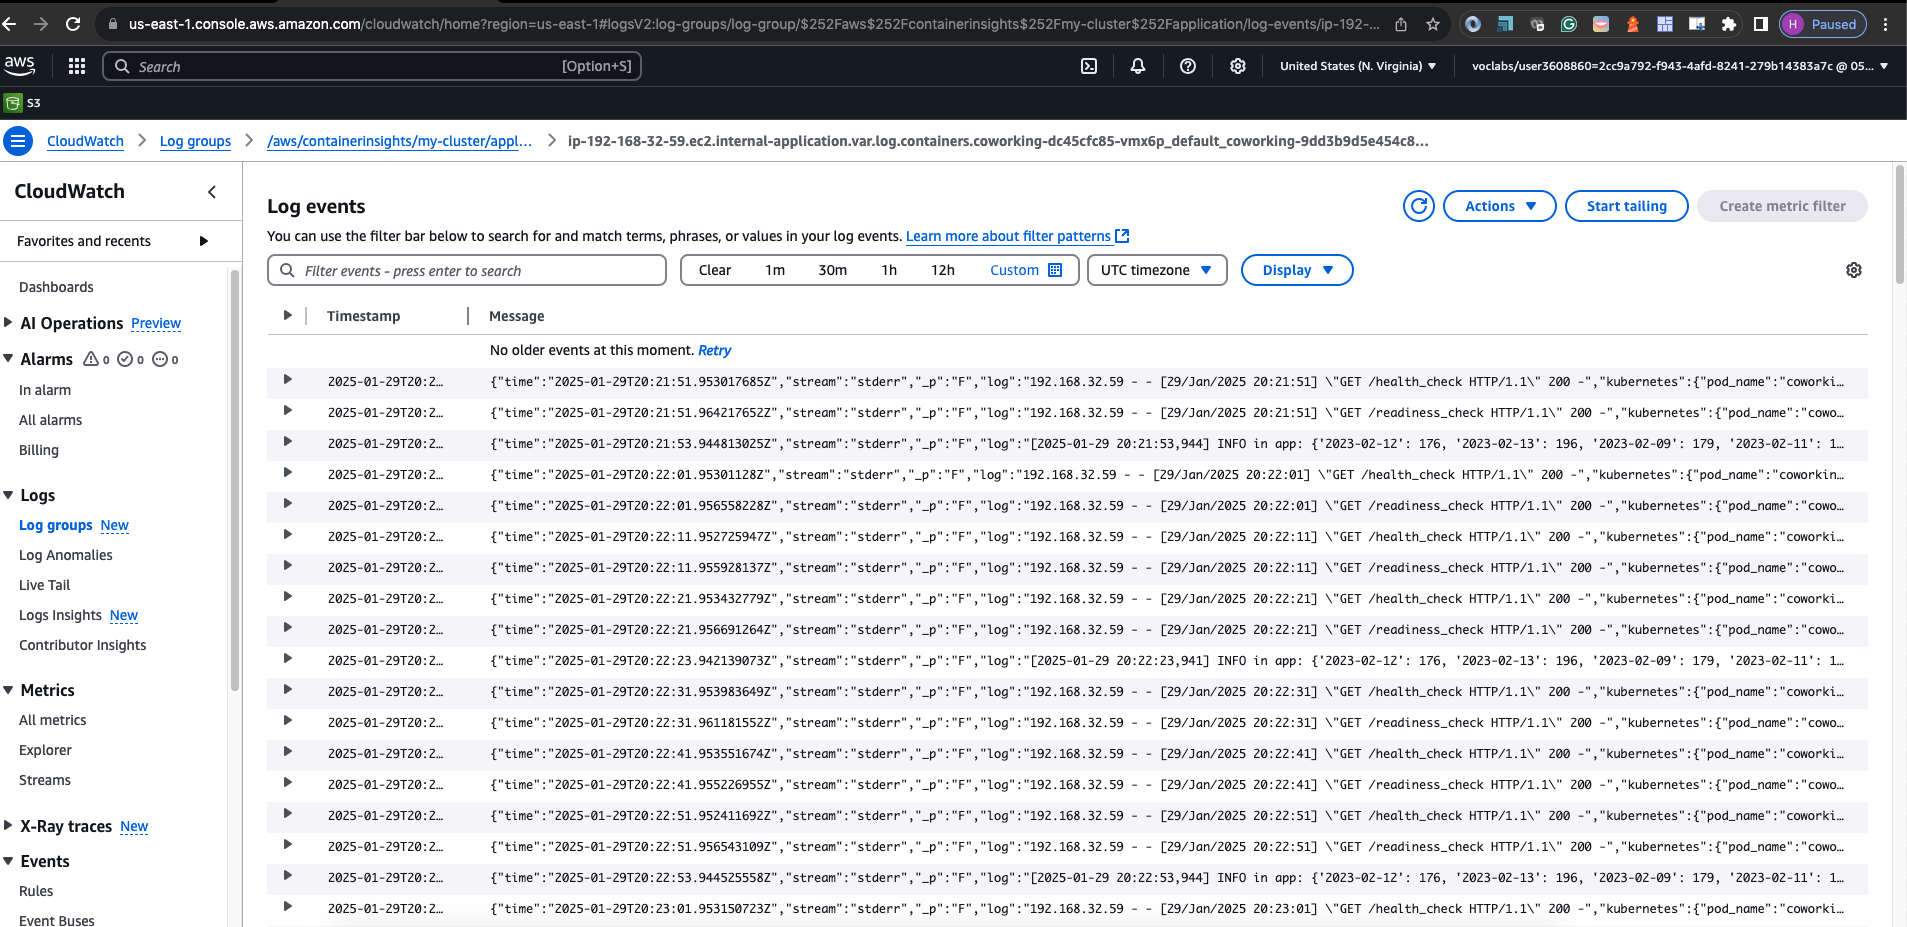 us-east-1.console.aws.amazon.com/cloudwatch/home?region=us-east-1#logsV2:log-groups/log-group/$252Faws$252Fcontainerinsights$252Fmy-cluster$252Fapplication/log-events/ip-192-...
H Paused
aws
Search [Option+S]
United States (N. Virginia)
voclabs/user3608860=2cc9a792-f943-4afd-8241-279b14383a7c @ 05...
S3
CloudWatch
Log groups
/aws/containerinsights/my-cluster/appl...
ip-192-168-32-59.ec2.internal-application.var.log.containers.coworking-dc45cfc85-vmx6p_default_coworking-9dd3b9d5e454c8...
CloudWatch
Favorites and recents
Dashboards
AI Operations Preview
Alarms 0 0 0
In alarm
All alarms
Billing
Logs
Log groups New
Log Anomalies
Live Tail
Logs Insights New
Contributor Insights
Metrics
All metrics
Explorer
Streams
X-Ray traces New
Events
Rules
Event Buses
Log events
Actions
Start tailing
Create metric filter
You can use the filter bar below to search for and match terms, phrases, or values in your log events. Learn more about filter patterns
Filter events - press enter to search
Clear 1m 30m 1h 12h Custom
UTC timezone
Display
Timestamp Message
No older events at this moment. Retry
2025-01-29T20:2... {"time":"2025-01-29T20:21:51.953017685Z","stream":"stderr","_p":"F","log":"192.168.32.59 - - [29/Jan/2025 20:21:51] \"GET /health_check HTTP/1.1\" 200 -","kubernetes":{"pod_name":"coworki...
2025-01-29T20:2... {"time":"2025-01-29T20:21:51.964217652Z","stream":"stderr","_p":"F","log":"192.168.32.59 - - [29/Jan/2025 20:21:51] \"GET /readiness_check HTTP/1.1\" 200 -","kubernetes":{"pod_name":"cowo...
2025-01-29T20:2... {"time":"2025-01-29T20:21:53.944813025Z","stream":"stderr","_p":"F","log":"[2025-01-29 20:21:53,944] INFO in app: {'2023-02-12': 176, '2023-02-13': 196, '2023-02-09': 179, '2023-02-11': 1...
2025-01-29T20:2... {"time":"2025-01-29T20:22:01.95301128Z","stream":"stderr","_p":"F","log":"192.168.32.59 - - [29/Jan/2025 20:22:01] \"GET /health_check HTTP/1.1\" 200 -","kubernetes":{"pod_name":"coworkin...
2025-01-29T20:2... {"time":"2025-01-29T20:22:01.956558228Z","stream":"stderr","_p":"F","log":"192.168.32.59 - - [29/Jan/2025 20:22:01] \"GET /readiness_check HTTP/1.1\" 200 -","kubernetes":{"pod_name":"cowo...
2025-01-29T20:2... {"time":"2025-01-29T20:22:11.952725947Z","stream":"stderr","_p":"F","log":"192.168.32.59 - - [29/Jan/2025 20:22:11] \"GET /health_check HTTP/1.1\" 200 -","kubernetes":{"pod_name":"coworki...
2025-01-29T20:2... {"time":"2025-01-29T20:22:11.955928137Z","stream":"stderr","_p":"F","log":"192.168.32.59 - - [29/Jan/2025 20:22:11] \"GET /readiness_check HTTP/1.1\" 200 -","kubernetes":{"pod_name":"cowo...
2025-01-29T20:2... {"time":"2025-01-29T20:22:21.953432779Z","stream":"stderr","_p":"F","log":"192.168.32.59 - - [29/Jan/2025 20:22:21] \"GET /health_check HTTP/1.1\" 200 -","kubernetes":{"pod_name":"coworki...
2025-01-29T20:2... {"time":"2025-01-29T20:22:21.956691264Z","stream":"stderr","_p":"F","log":"192.168.32.59 - - [29/Jan/2025 20:22:21] \"GET /readiness_check HTTP/1.1\" 200 -","kubernetes":{"pod_name":"cowo...
2025-01-29T20:2... {"time":"2025-01-29T20:22:23.942139073Z","stream":"stderr","_p":"F","log":"[2025-01-29 20:22:23,941] INFO in app: {'2023-02-12': 176, '2023-02-13': 196, '2023-02-09': 179, '2023-02-11': 1...
2025-01-29T20:2... {"time":"2025-01-29T20:22:31.953983649Z","stream":"stderr","_p":"F","log":"192.168.32.59 - - [29/Jan/2025 20:22:31] \"GET /health_check HTTP/1.1\" 200 -","kubernetes":{"pod_name":"coworki...
2025-01-29T20:2... {"time":"2025-01-29T20:22:31.961181552Z","stream":"stderr","_p":"F","log":"192.168.32.59 - - [29/Jan/2025 20:22:31] \"GET /readiness_check HTTP/1.1\" 200 -","kubernetes":{"pod_name":"cowo...
2025-01-29T20:2... {"time":"2025-01-29T20:22:41.953551674Z","stream":"stderr","_p":"F","log":"192.168.32.59 - - [29/Jan/2025 20:22:41] \"GET /health_check HTTP/1.1\" 200 -","kubernetes":{"pod_name":"coworki...
2025-01-29T20:2... {"time":"2025-01-29T20:22:41.955226955Z","stream":"stderr","_p":"F","log":"192.168.32.59 - - [29/Jan/2025 20:22:41] \"GET /readiness_check HTTP/1.1\" 200 -","kubernetes":{"pod_name":"cowo...
2025-01-29T20:2... {"time":"2025-01-29T20:22:51.952411692Z","stream":"stderr","_p":"F","log":"192.168.32.59 - - [29/Jan/2025 20:22:51] \"GET /health_check HTTP/1.1\" 200 -","kubernetes":{"pod_name":"coworki...
2025-01-29T20:2... {"time":"2025-01-29T20:22:51.956543109Z","stream":"stderr","_p":"F","log":"192.168.32.59 - - [29/Jan/2025 20:22:51] \"GET /readiness_check HTTP/1.1\" 200 -","kubernetes":{"pod_name":"cowo...
2025-01-29T20:2... {"time":"2025-01-29T20:22:53.944525558Z","stream":"stderr","_p":"F","log":"[2025-01-29 20:22:53,944] INFO in app: {'2023-02-12': 176, '2023-02-13': 196, '2023-02-09': 179, '2023-02-11': 1...
2025-01-29T20:2... {"time":"2025-01-29T20:23:01.953150723Z","stream":"stderr","_p":"F","log":"192.168.32.59 - - [29/Jan/2025 20:23:01] \"GET /health_check HTTP/1.1\" 200 -","kubernetes":{"pod_name":"coworki...